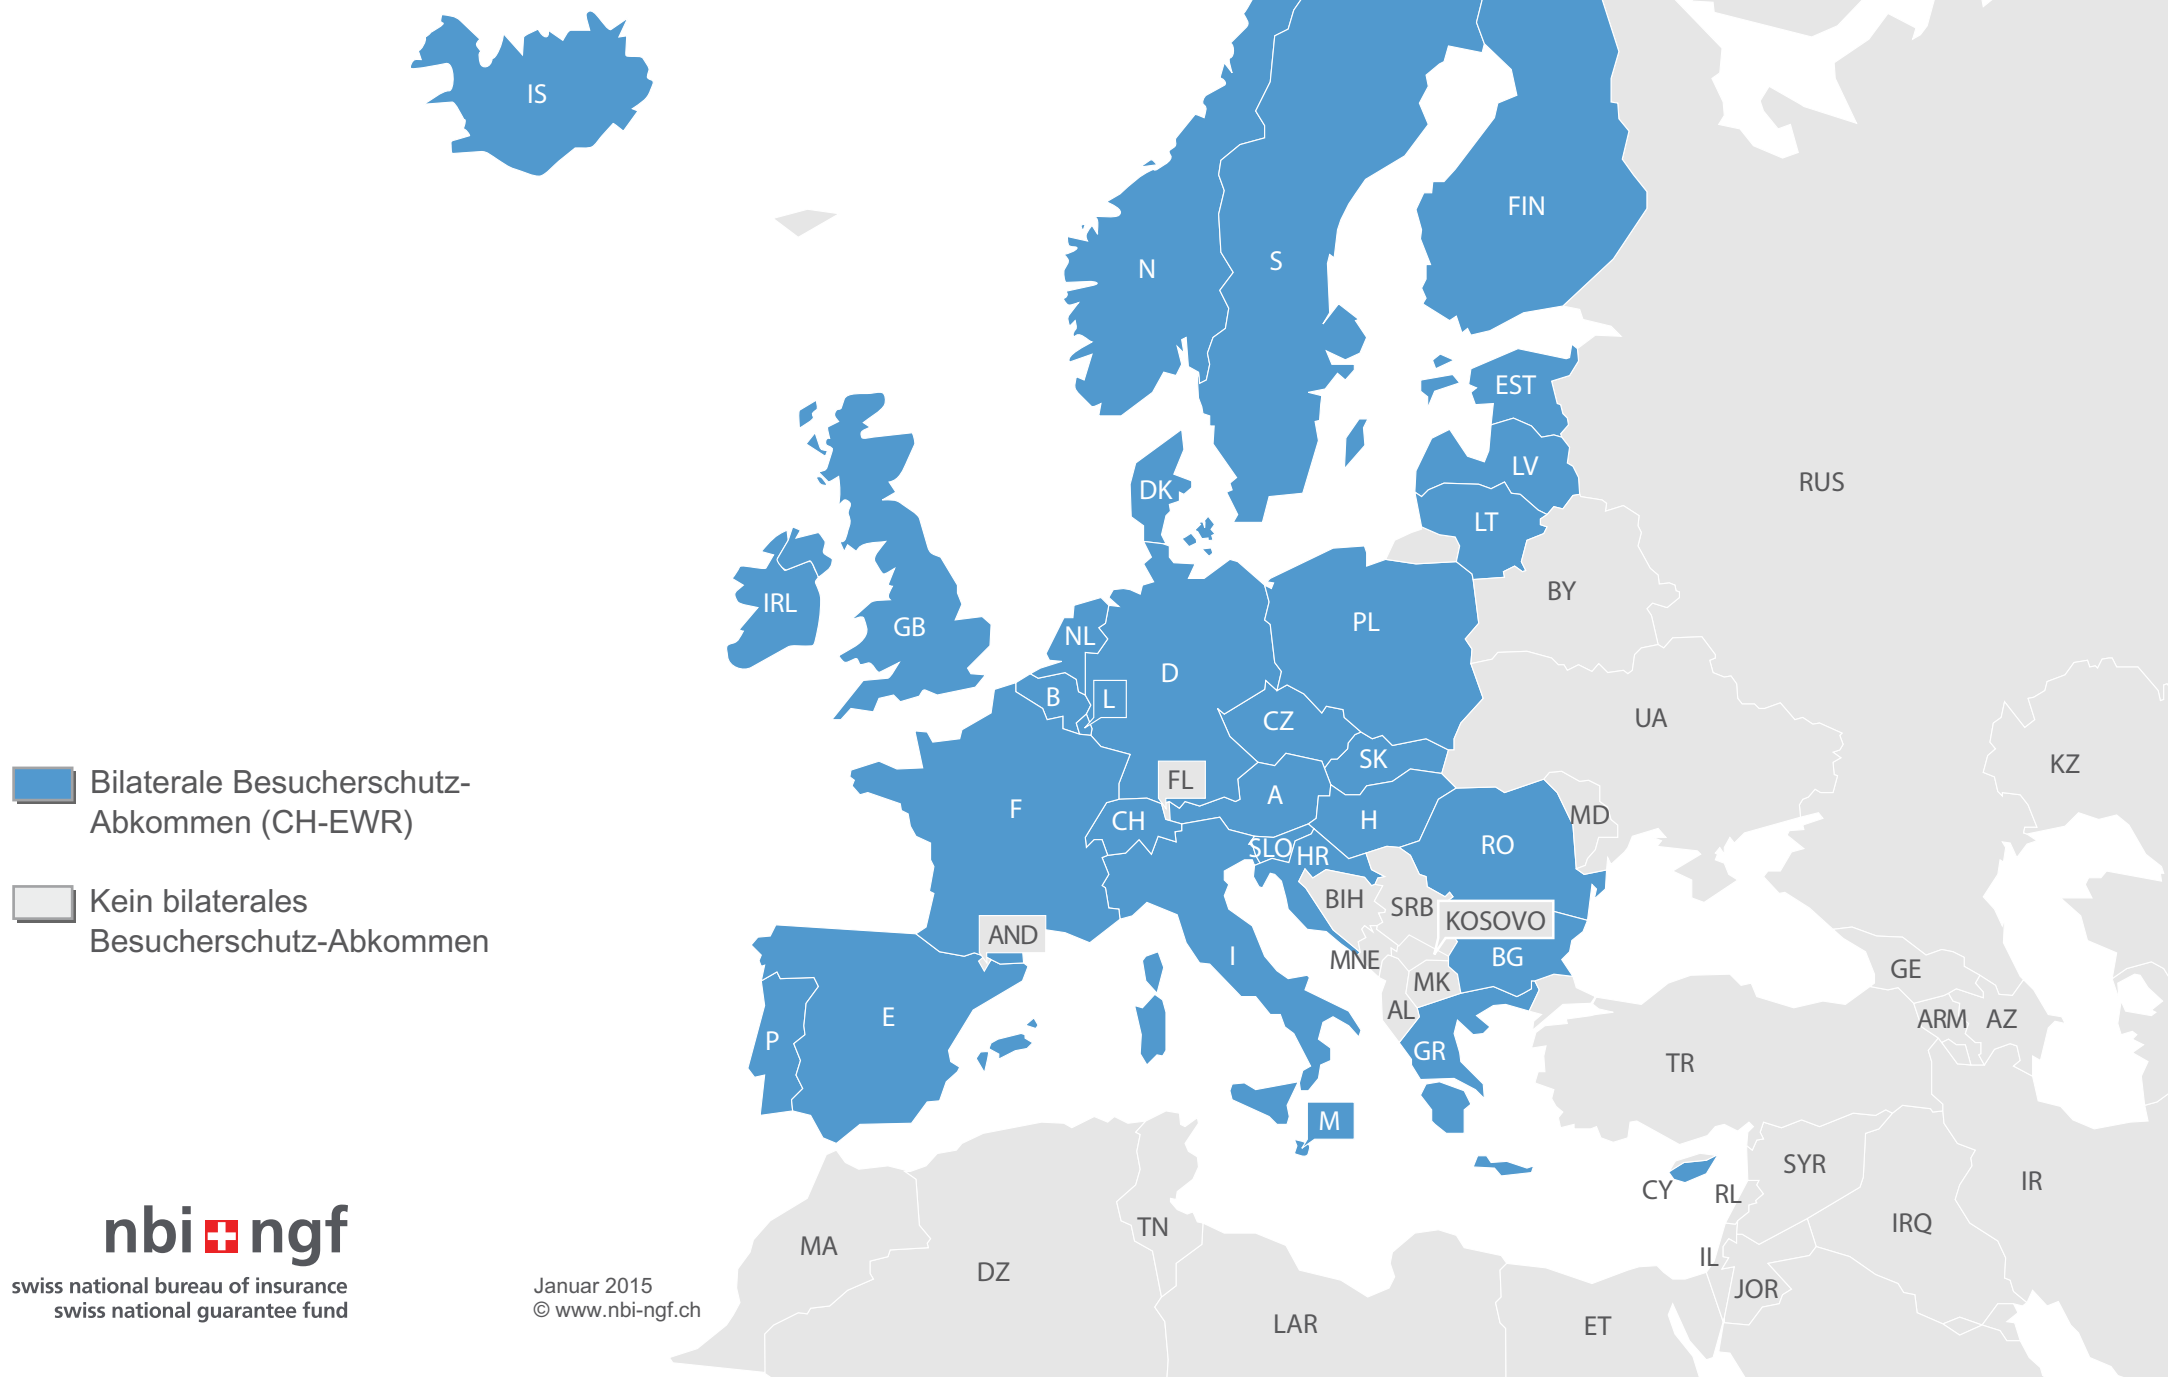 IS
FIN
N
S
EST
LV
RUS
DK
LT
BY
IRL
GB
NL
PL
D
B
L
CZ
UA
SK
KZ
FL
A
F
CH
H
MD
RO
SLO
HR
BIH
SRB
KOSOVO
AND
I
MNE
BG
MK
GE
AL
ARM
AZ
E
P
GR
TR
M
SYR
CY
RL
IR
IRQ
TN
MA
IL
DZ
JOR
LAR
ET
Bilaterale Besucherschutz-
Abkommen (CH-EWR)
Kein bilaterales
Besucherschutz-Abkommen
nbi ngf
swiss national bureau of insurance
swiss national guarantee fund
Januar 2015
© www.nbi-ngf.ch